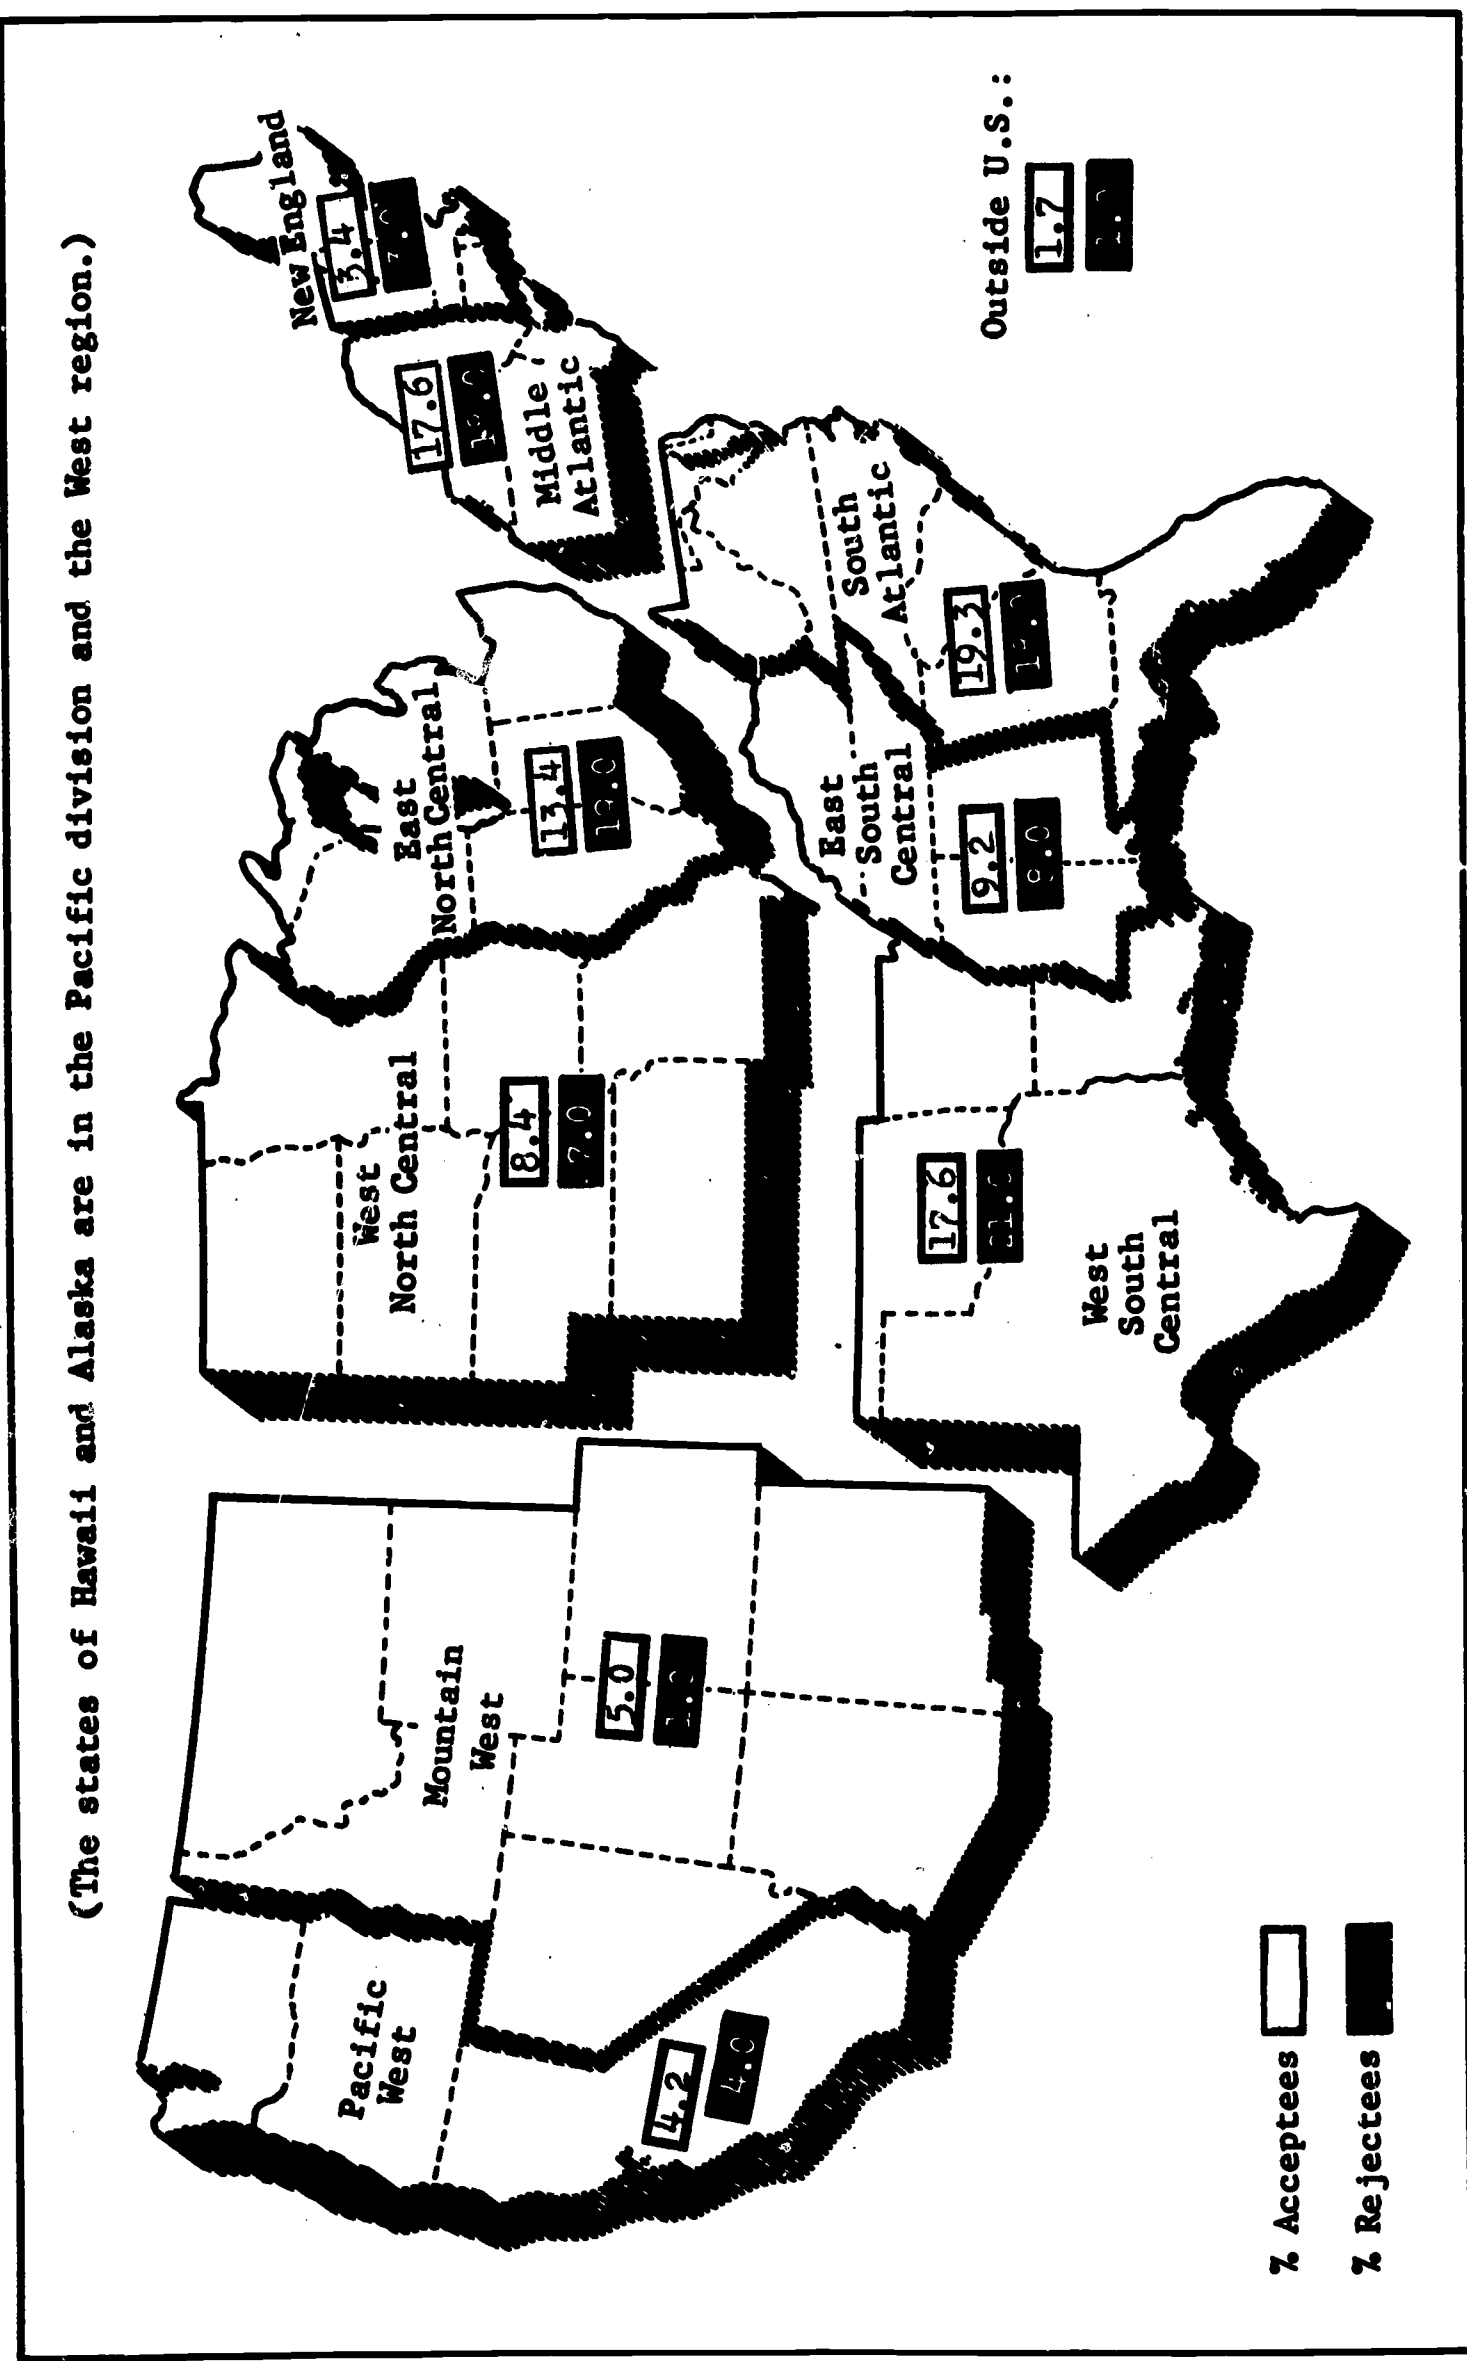 (The states of Hawaii and Alaska are in the Pacific division and the West region.)
New England
3.4
17.6
Middle
Atlantic
East
North Central
13.4
West
North Central
8.4
7.0
Mountain
West
5.0
Pacific
West
4.2
4.0
South
Atlantic
19.3
East
South
Central
9.2
9.0
17.6
West
South
Central
Outside U.S.:
1.7
% Acceptees
% Rejectees